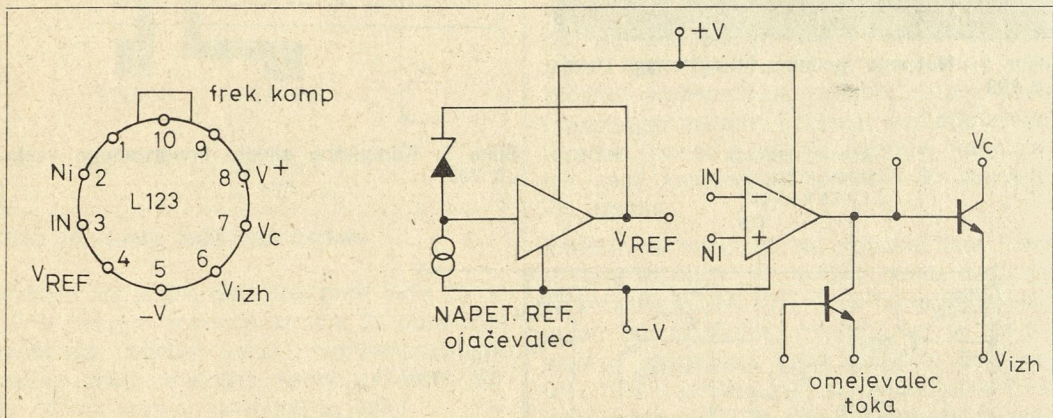 frek. komp
10
1
9
Ni 2
8 V+
L123
IN 3
7 Vc
4
6
VREF
5
Vizh
-V
+V
IN
−
NI
+
VREF
Vc
NAPET. REF.
ojačevalec
-V
Vizh
omejevalec
toka